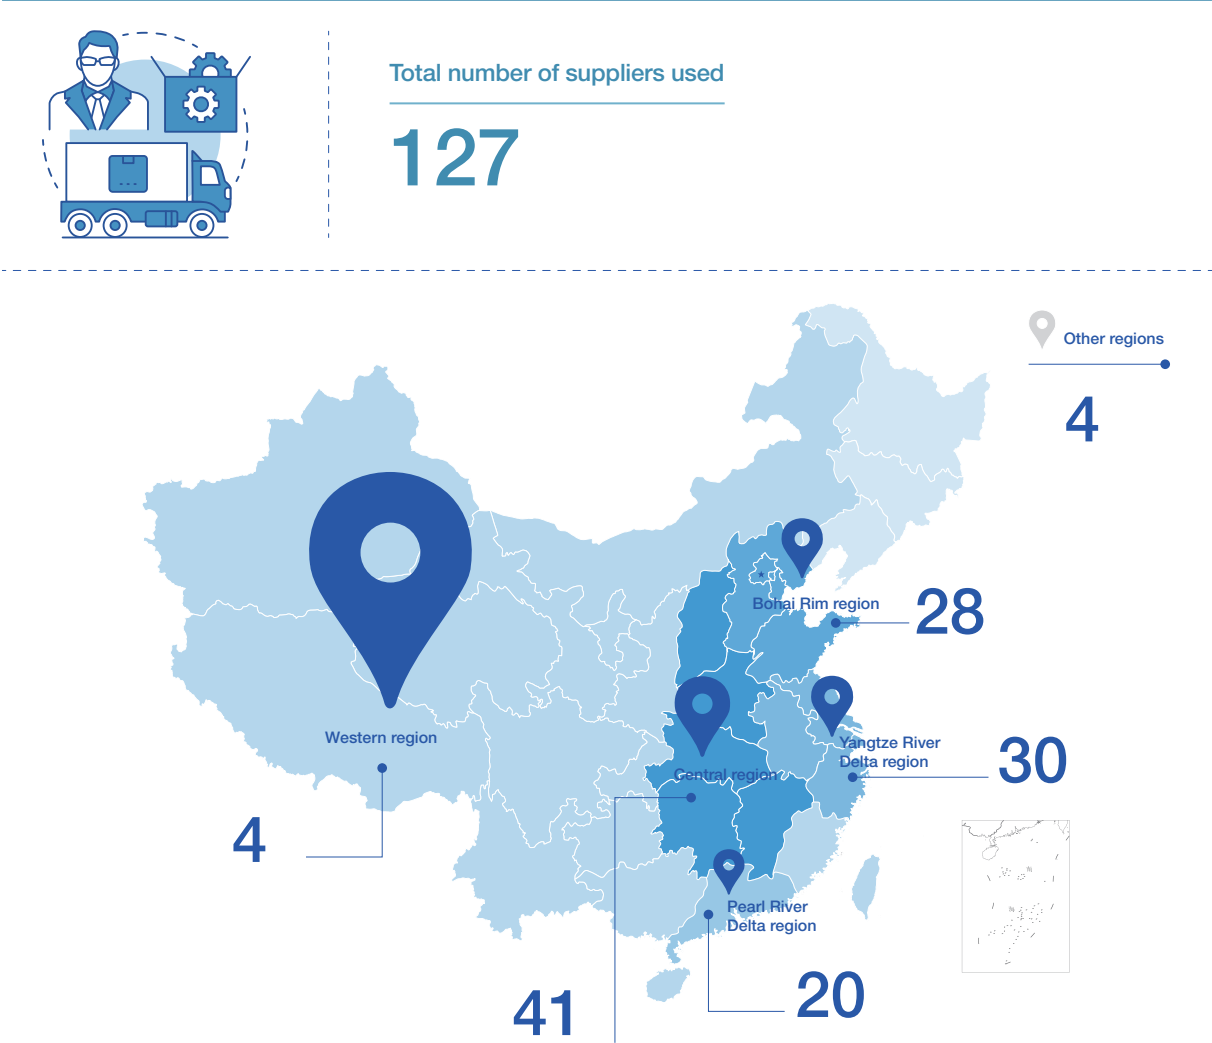 Total number of suppliers used
127
Other regions
4
Bohai Rim region
28
Western region
4
Yangtze River
Delta region
30
Central region
41
Pearl River
Delta region
20